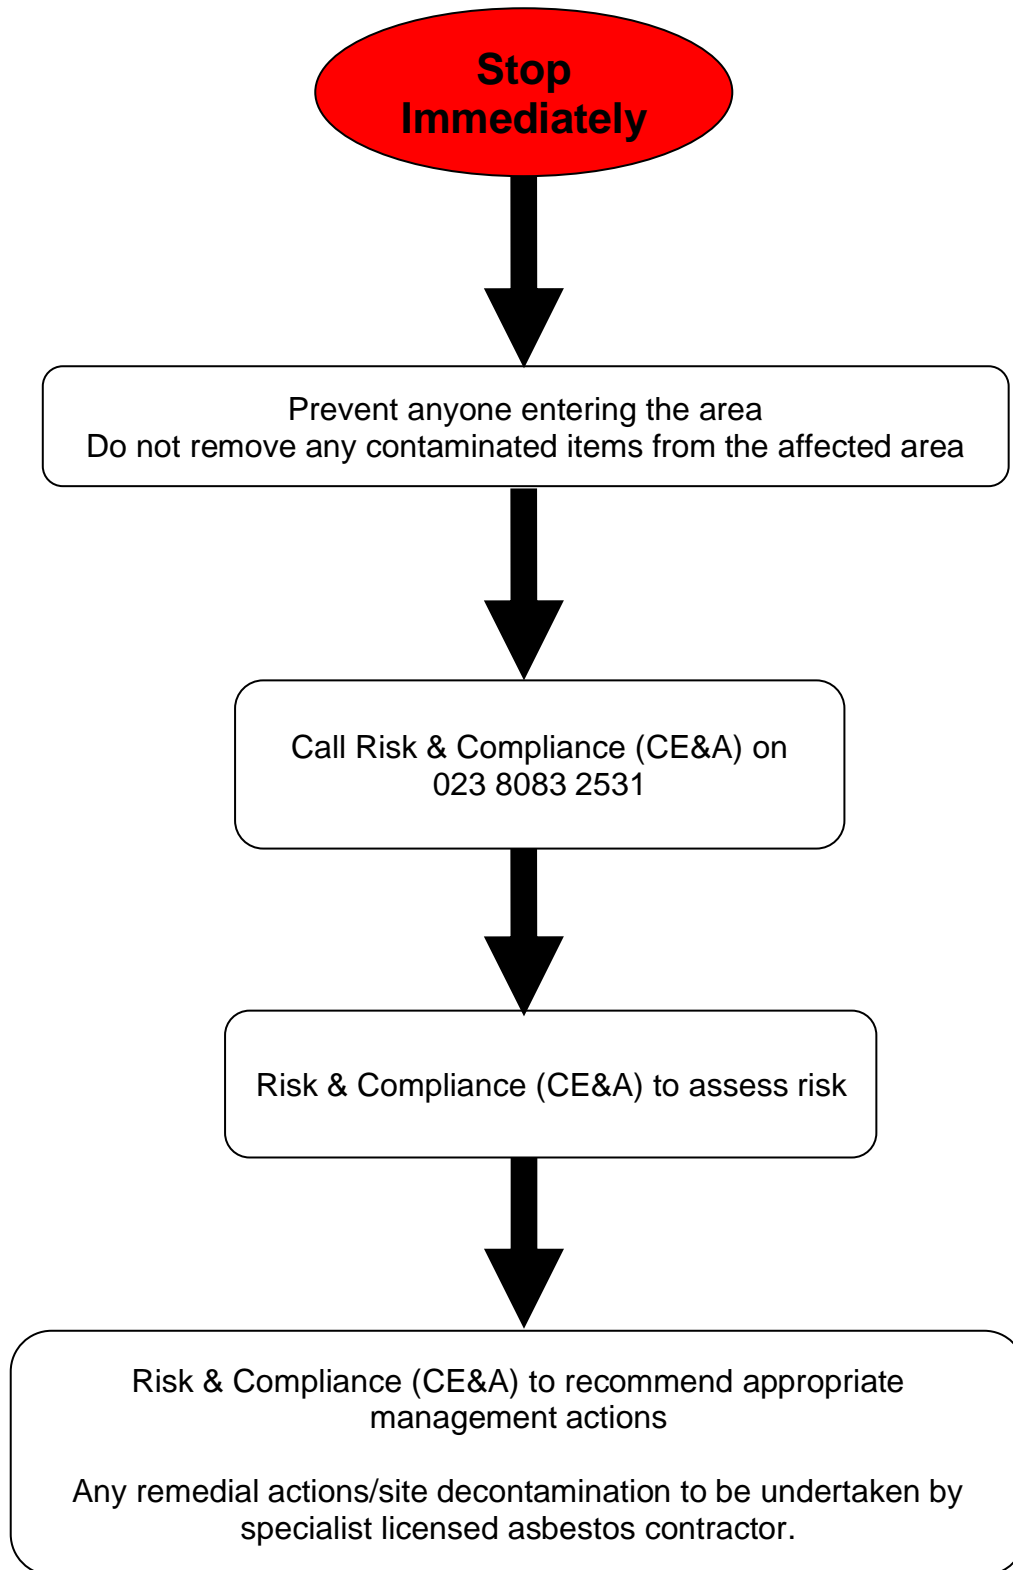 Stop
Immediately
Prevent anyone entering the area
Do not remove any contaminated items from the affected area
Call Risk & Compliance (CE&A) on
023 8083 2531
Risk & Compliance (CE&A) to assess risk
Risk & Compliance (CE&A) to recommend appropriate
management actions
Any remedial actions/site decontamination to be undertaken by
specialist licensed asbestos contractor.